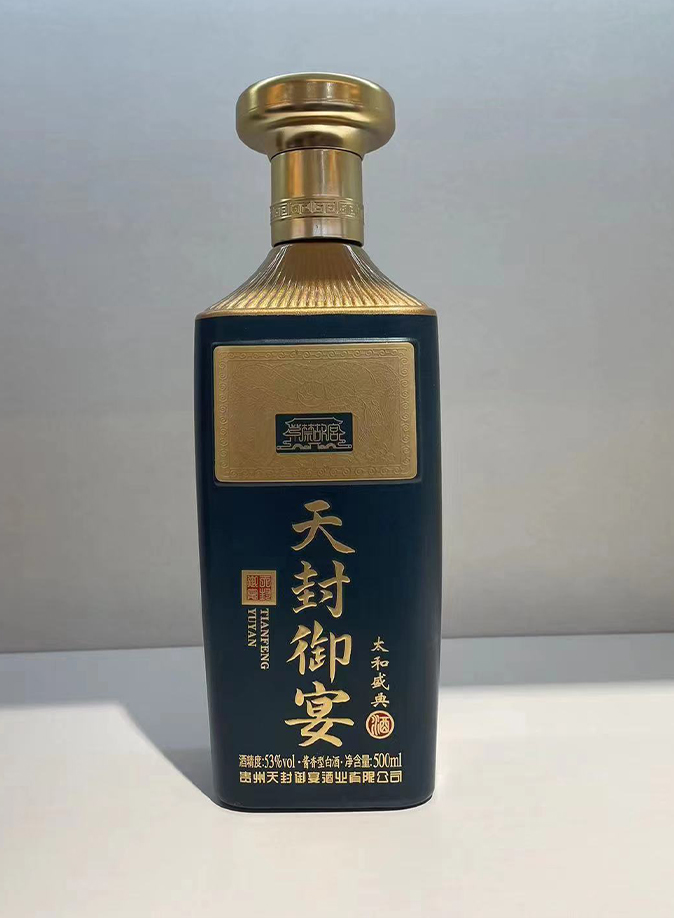 天封御宴
TIANFENG
YUYAN
太和盛典
酒
酒精度:53%vol·酱香型白酒·净含量:500ml
贵州天封御宴酒业有限公司